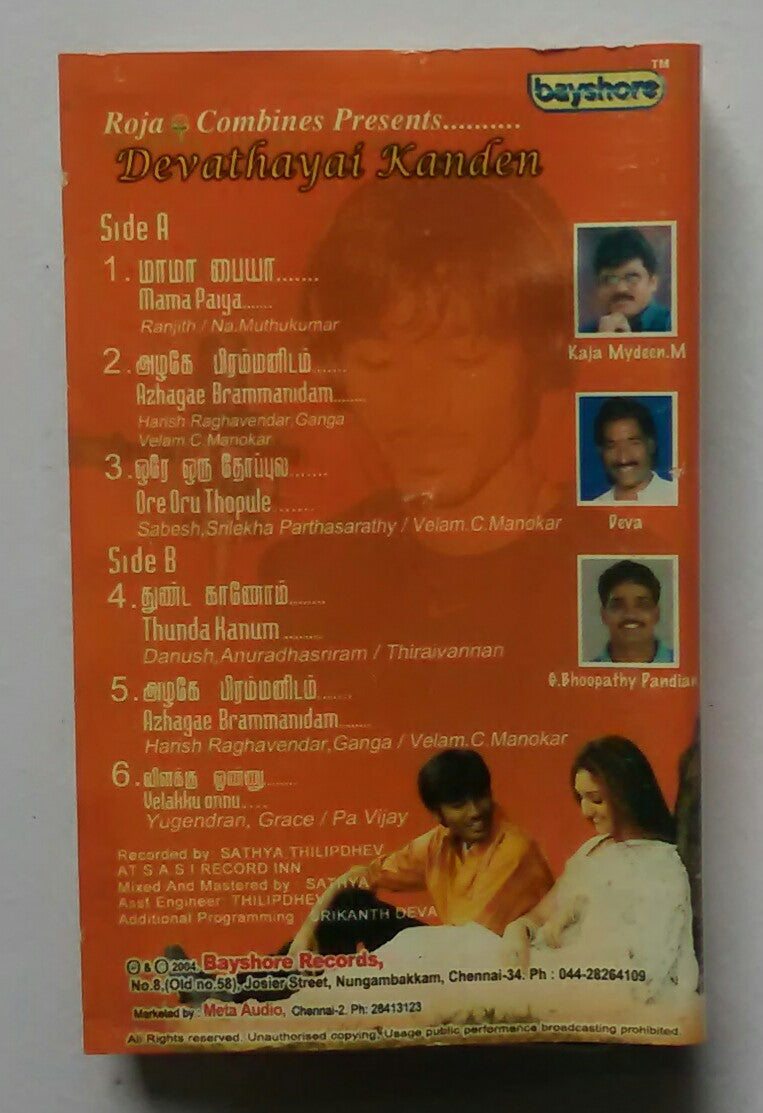 bayshore
TM
Roja Combines Presents..........
Devathayai Kanden
Side A
1. மாமா பையா.......
Mama Paiya......
Ranjith / Na.Muthukumar
2. அழகே பிரம்மனிடம்.......
Azhagae Brammanidam........
Harish Raghavendar,Ganga
Velam.C.Manokar
3. ஒரே ஒரு தோப்புல.......
Ore Oru Thopule........
Sabesh,Srilekha Parthasarathy / Velam.C.Manokar
Side B
4. துண்ட காணோம்.......
Thunda Kanum........
Danush,Anuradhasriram / Thiraivannan
5. அழகே பிரம்மனிடம்.......
Azhagae Brammanidam.......
Harish Raghavendar,Ganga / Velam.C.Manokar
6. விளக்கு ஒண்ணு.......
Velakku onnu....
Yugendran, Grace / Pa Vijay
Kaja Mydeen.M
Deva
G.Bhoopathy Pandian
Recorded by SATHYA THILIPDHEV
AT S A S I RECORD INN
Mixed And Mastered by SATHYA
Asst Engineer THILIPDHEV
Additional Programming SRIKANTH DEVA
Ⓟ & © 2004. Bayshore Records,
No.8,(Old no.58), Josier Street, Nungambakkam, Chennai-34. Ph : 044-28264109
Marketed by : Meta Audio, Chennai-2. Ph: 28413123
All Rights reserved. Unauthorised copying, Usage public performance broadcasting prohibited.